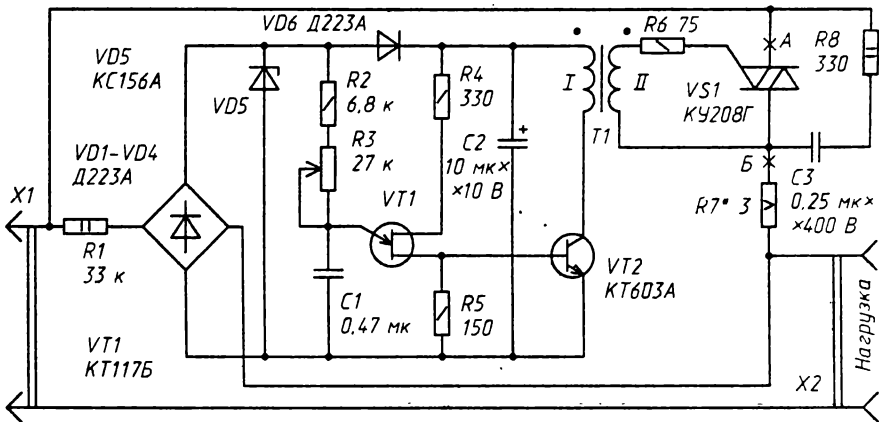 VD6 Д223А
R6 75
А
R8
330
VD5
КС156А
VD5
R2
6,8 к
R4
330
I
II
VS1
КУ208Г
T1
VD1-VD4
Д223А
R3
27 к
C2
10 мк×
×10 В
+
X1
VT1
Б
R7* 3
C3
0,25 мк×
×400 В
R1
33 к
VT2
КТ603А
C1
0,47 мк
R5
150
VT1
КТ117Б
X2
Нагрузка